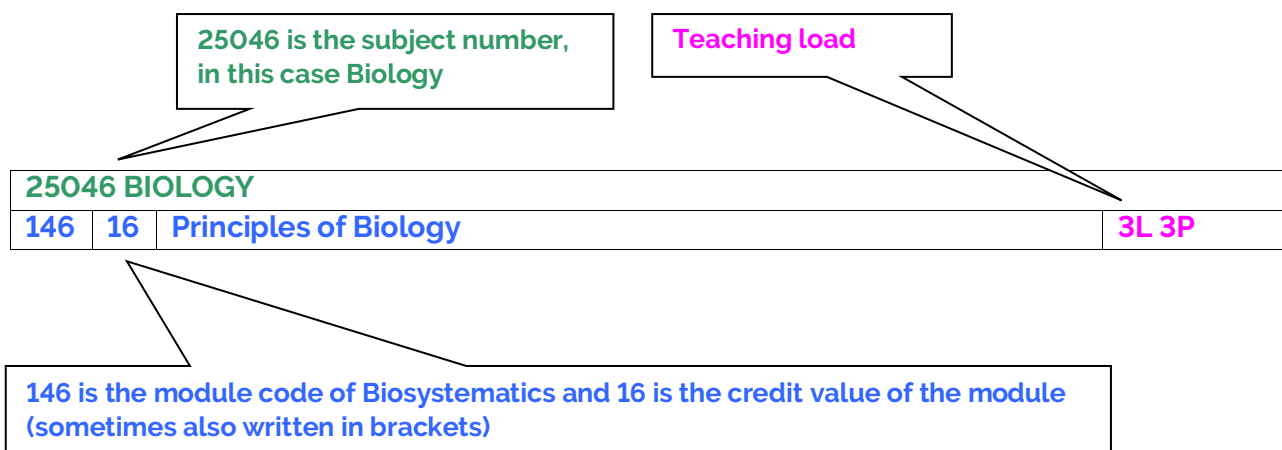 25046 is the subject number,
in this case Biology
Teaching load
25046 BIOLOGY
146 16 Principles of Biology 3L 3P
146 is the module code of Biosystematics and 16 is the credit value of the module
(sometimes also written in brackets)